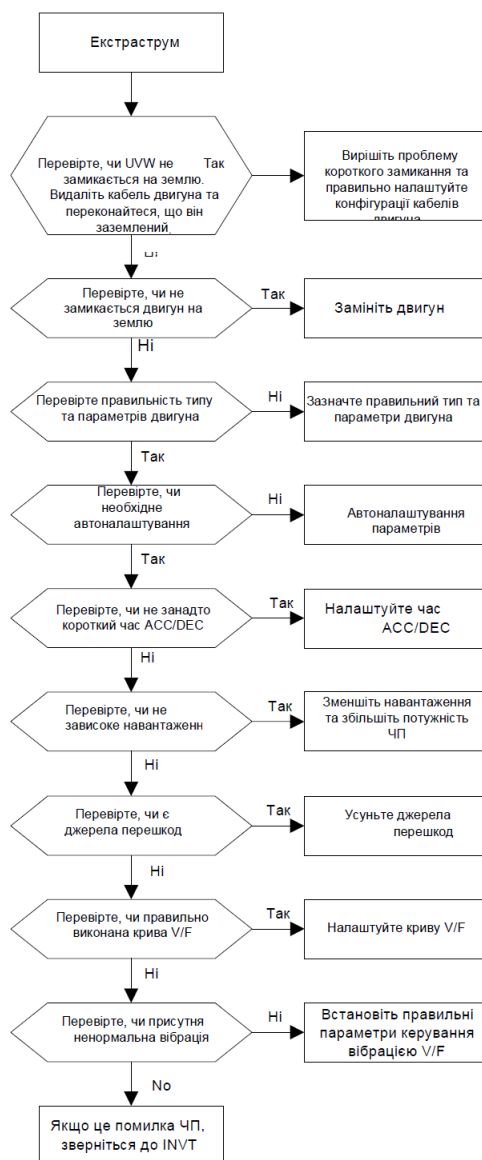 Екстраструм
Перевірте, чи UVW не
замикається на землю.
Видаліть кабель двигуна та
переконайтеся, що він
заземлений.
Так
Вирішіть проблему
короткого замикання та
правильно налаштуйте
конфігурації кабелів
двигуна
Ні
Перевірте, чи не
замикається двигун на
землю
Так
Замініть двигун
Ні
Перевірте правильність типу
та параметрів двигуна
Ні
Зазначте правильний тип та
параметри двигуна
Так
Перевірте, чи
необхідне
автоналаштування
Ні
Автоналаштування
параметрів
Так
Перевірте, чи не занадто
короткий час ACC/DEC
Так
Налаштуйте час
ACC/DEC
Ні
Перевірте, чи не
зависоке навантаженн
Так
Зменшіть навантаження
та збільшіть потужність
ЧП
Ні
Перевірте, чи є
джерела перешкод
Так
Усуньте джерела
перешкод
Ні
Перевірте, чи правильно
виконана крива V/F
Так
Налаштуйте криву V/F
Ні
Перевірте, чи присутня
ненормальна вібрація
Ні
Встановіть правильні
параметри керування
вібрацією V/F
No
Якщо це помилка ЧП,
зверніться до INVT